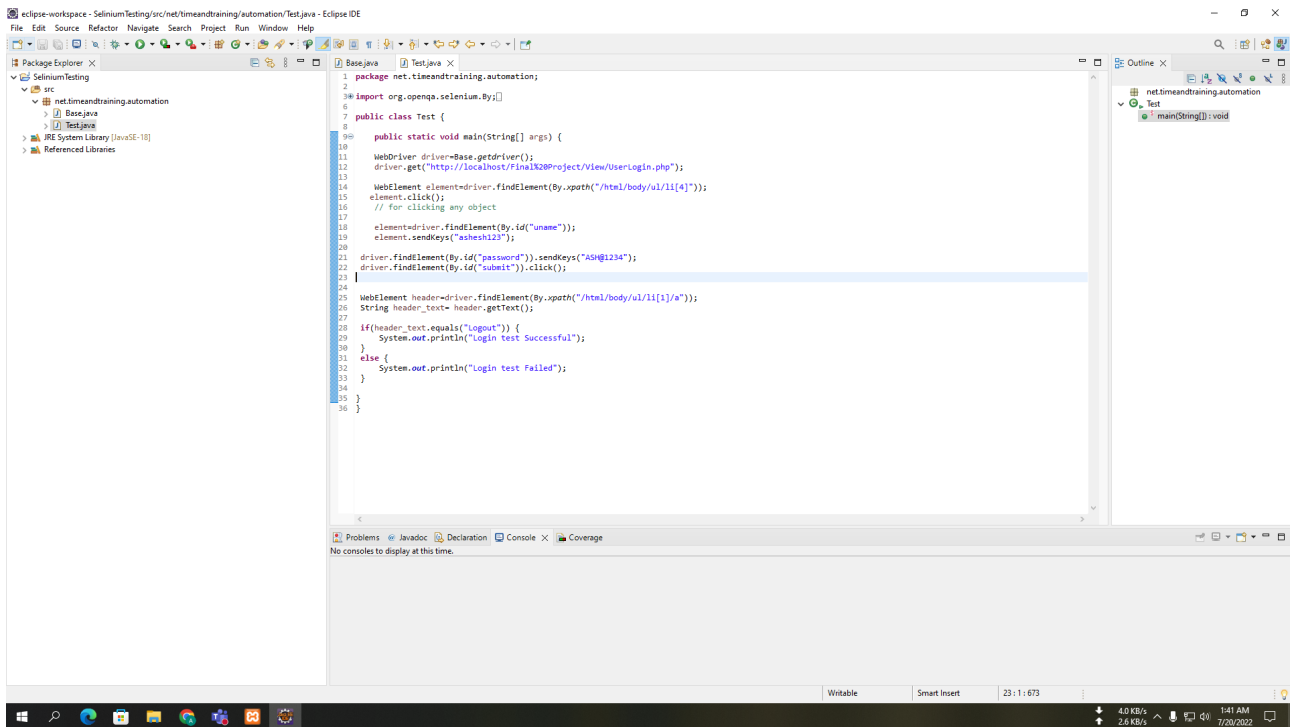 eclipse-workspace - SeliniumTesting/src/net/timeandtraining/automation/Test.java - Eclipse IDE
File Edit Source Refactor Navigate Search Project Run Window Help
Package Explorer
SeliniumTesting
src
net.timeandtraining.automation
Base.java
Test.java
JRE System Library [JavaSE-18]
Referenced Libraries
Base.java Test.java
1 package net.timeandtraining.automation;
2
3 import org.openqa.selenium.By;
6
7 public class Test {
8
9 public static void main(String[] args) {
10
11 WebDriver driver=Base.getdriver();
12 driver.get("http://localhost/Final%20Project/View/UserLogin.php");
13
14 WebElement element=driver.findElement(By.xpath("/html/body/ul/li[4]"));
15 element.click();
16 // for clicking any object
17
18 element=driver.findElement(By.id("uname"));
19 element.sendKeys("ashesh123");
20
21 driver.findElement(By.id("password")).sendKeys("ASH@1234");
22 driver.findElement(By.id("submit")).click();
23
24
25 WebElement header=driver.findElement(By.xpath("/html/body/ul/li[1]/a"));
26 String header_text= header.getText();
27
28 if(header_text.equals("Logout")) {
29 System.out.println("Login test Successful");
30 }
31 else {
32 System.out.println("Login test Failed");
33 }
34
35 }
36 }
Outline
net.timeandtraining.automation
Test
main(String[]) : void
Problems Javadoc Declaration Console Coverage
No consoles to display at this time.
Writable Smart Insert 23 : 1 : 673
4.0 KB/s
2.6 KB/s
1:41 AM
7/20/2022